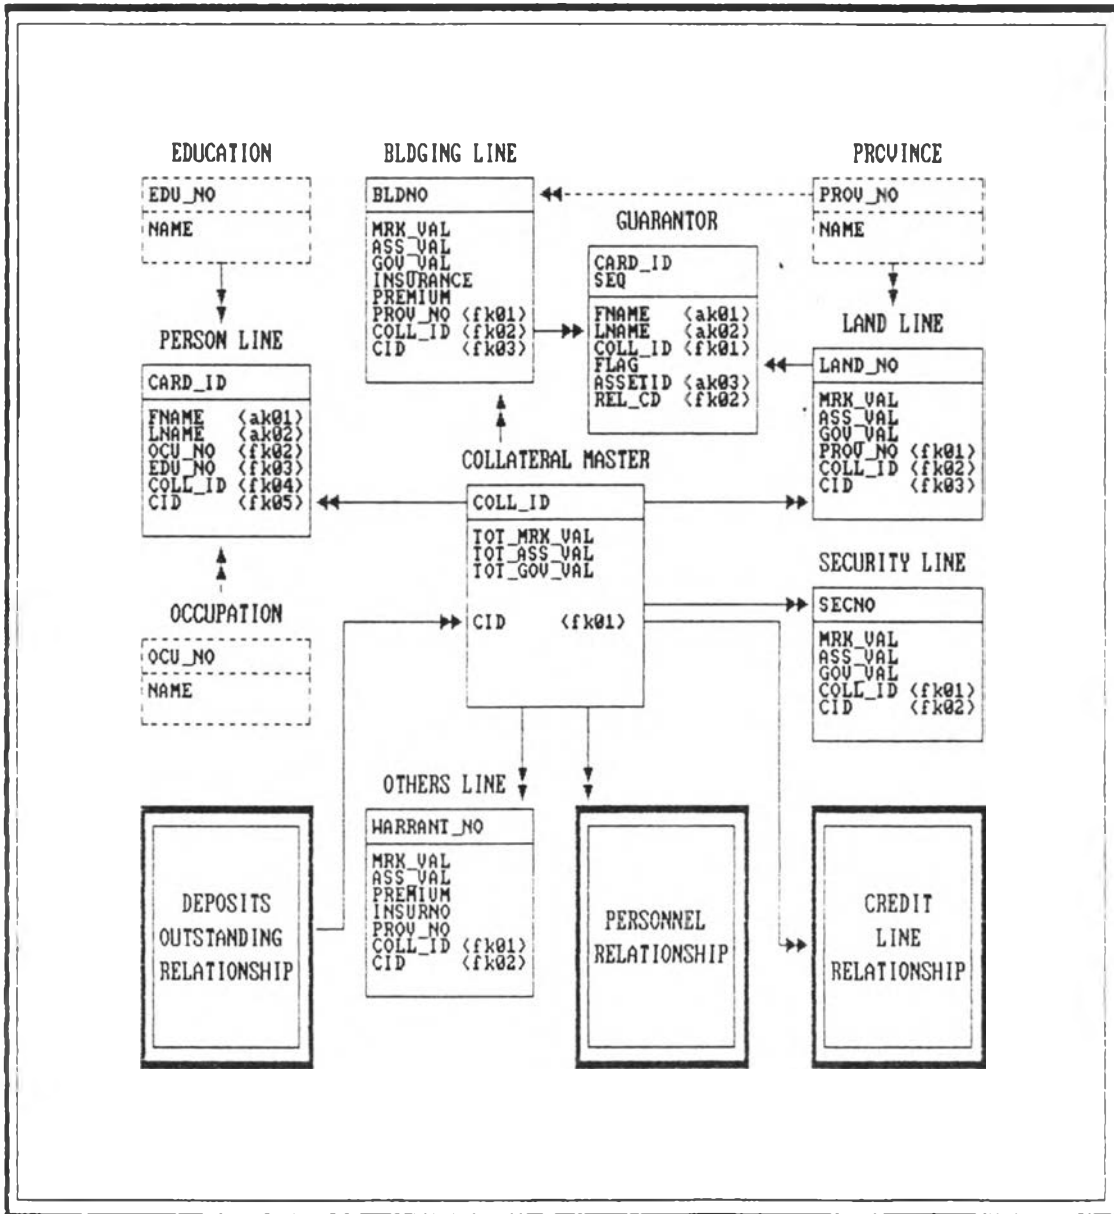 EDUCATION
EDU_NO
NAME
BLDGING LINE
BLDNO
MRK_VAL
ASS_VAL
GOV_VAL
INSURANCE
PREMIUM
PROV_NO <fk01>
COLL_ID <fk02>
CID <fk03>
PRCVINCE
PROV_NO
NAME
GUARANTOR
CARD_ID
SEQ
FNAME <ak01>
LNAME <ak02>
COLL_ID <fk01>
FLAG
ASSETID <ak03>
REL_CD <fk02>
PERSON LINE
CARD_ID
FNAME <ak01>
LNAME <ak02>
OCU_NO <fk02>
EDU_NO <fk03>
COLL_ID <fk04>
CID <fk05>
LAND LINE
LAND_NO
MRK_VAL
ASS_VAL
GOV_VAL
PROV_NO <fk01>
COLL_ID <fk02>
CID <fk03>
COLLATERAL MASTER
COLL_ID
TOT_MRK_VAL
TOT_ASS_VAL
TOT_GOV_VAL
CID <fk01>
SECURITY LINE
SECNO
MRK_VAL
ASS_VAL
GOV_VAL
COLL_ID <fk01>
CID <fk02>
OCCUPATION
OCU_NO
NAME
OTHERS LINE
WARRANT_NO
MRK_VAL
ASS_VAL
PREMIUM
INSURNO
PROV_NO
COLL_ID <fk01>
CID <fk02>
DEPOSITS
OUTSTANDING
RELATIONSHIP
PERSONNEL
RELATIONSHIP
CREDIT
LINE
RELATIONSHIP